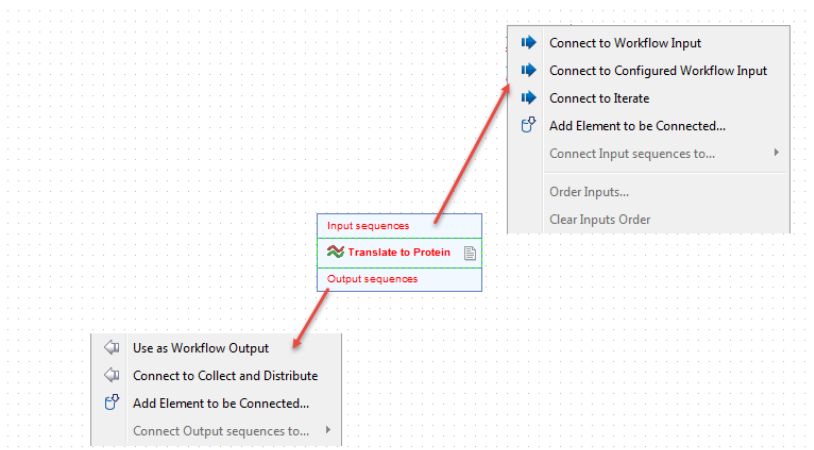 Connect to Workflow Input
Connect to Configured Workflow Input
Connect to Iterate
Add Element to be Connected...
Connect Input sequences to...
Order Inputs...
Clear Inputs Order
Input sequences
Translate to Protein
Output sequences
Use as Workflow Output
Connect to Collect and Distribute
Add Element to be Connected...
Connect Output sequences to...